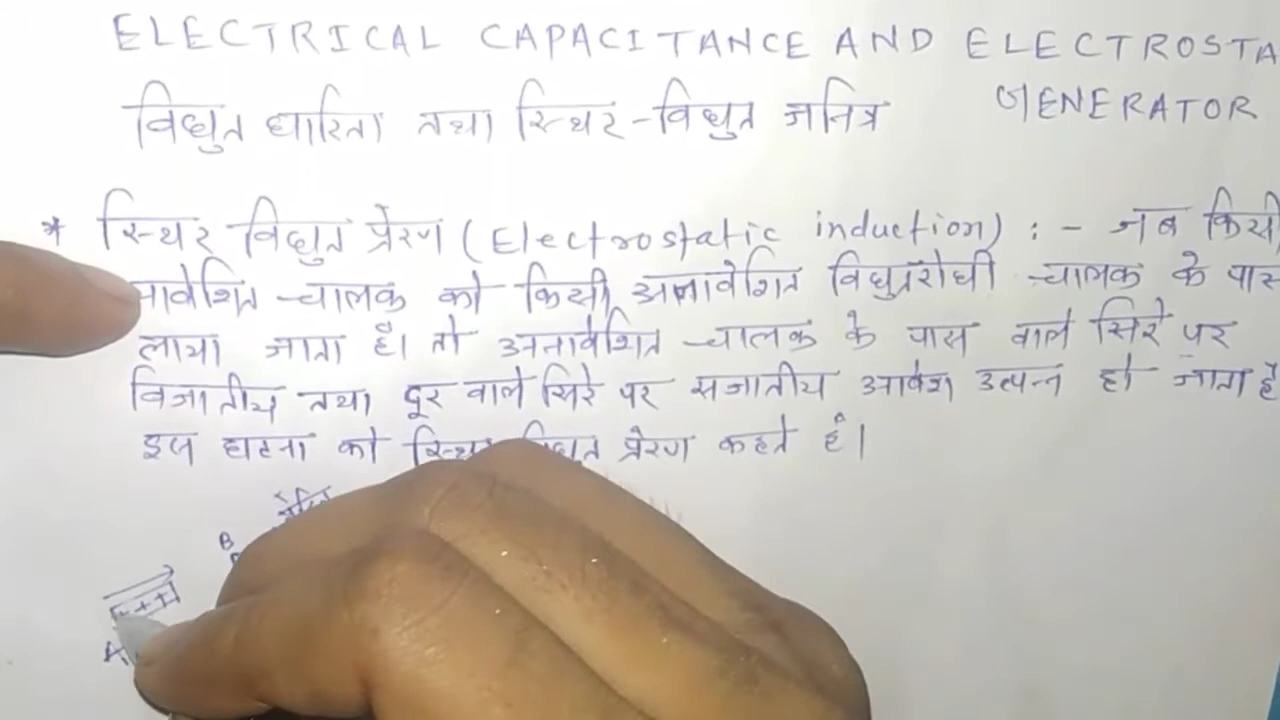 ELECTRICAL CAPACITANCE AND ELECTROSTA
GENERATOR
विद्युत धारिता तथा स्थिर-विद्युत जनित्र
* स्थिर विद्युत प्रेरण (Electrostatic induction) :- जब किसी
आवेशित चालक को किसी अनावेशित विद्युतरोधी चालक के पास
लाया जाता है। तो अनावेशित चालक के पास वाले सिरे पर
विजातीय तथा दूर वाले सिरे पर सजातीय आवेश उत्पन्न हो जाता है
इस घटना को स्थिर विद्युत प्रेरण कहते हैं।
B
+ + +
A